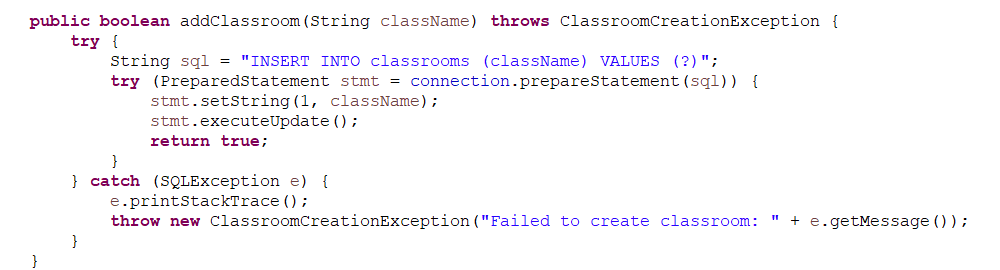 public boolean addClassroom(String className) throws ClassroomCreationException {
    try {
        String sql = "INSERT INTO classrooms (className) VALUES (?)";
        try (PreparedStatement stmt = connection.prepareStatement(sql)) {
            stmt.setString(1, className);
            stmt.executeUpdate();
            return true;
        }
    } catch (SQLException e) {
        e.printStackTrace();
        throw new ClassroomCreationException("Failed to create classroom: " + e.getMessage());
    }
}